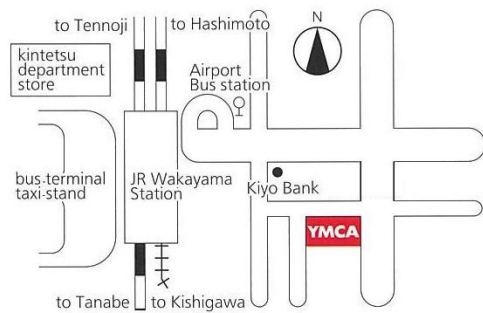 to Tennoji
to Hashimoto
N
kintetsu
department
store
Airport
Bus station
bus-terminal
taxi-stand
JR Wakayama
Station
Kiyo Bank
YMCA
to Tanabe
to Kishigawa